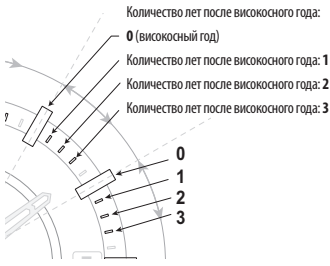 Количество лет после високосного года:
0 (високосный год)
Количество лет после високосного года: 1
Количество лет после високосного года: 2
Количество лет после високосного года: 3
0
1
2
3